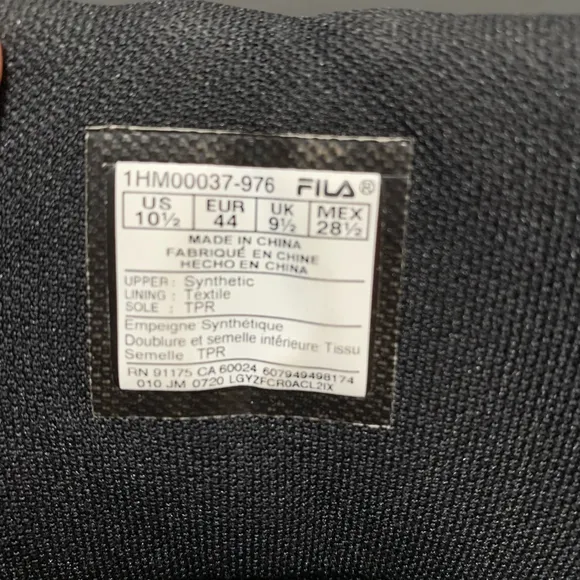 1HM00037-976 FILA®
US EUR UK MEX
10½ 44 9½ 28½
MADE IN CHINA
FABRIQUÉ EN CHINE
HECHO EN CHINA
UPPER: Synthetic
LINING : Textile
SOLE : TPR
Empeigne Synthétique
Doublure et semelle intérieure Tissu
Semelle TPR
RN 91175 CA 60024 607949498174
010 JM 0720 LGYZFCR0ACL2IX